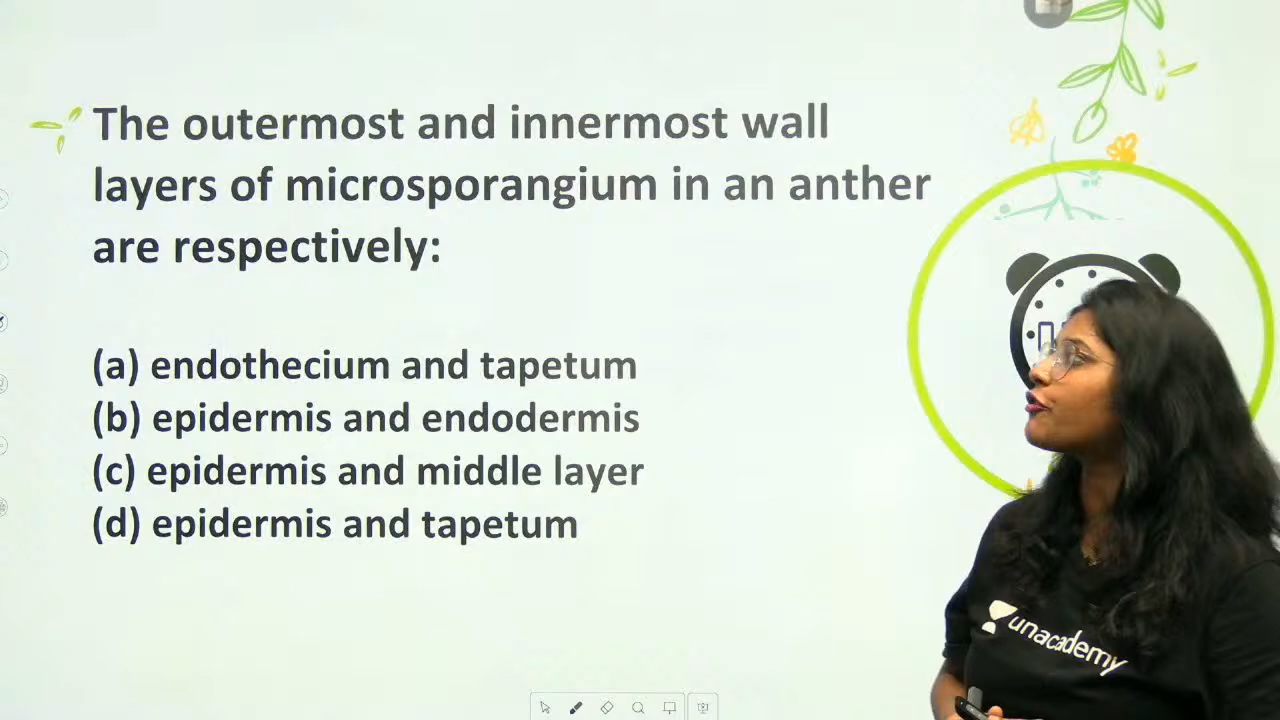 The outermost and innermost wall
layers of microsporangium in an anther
are respectively:
(a) endothecium and tapetum
(b) epidermis and endodermis
(c) epidermis and middle layer
(d) epidermis and tapetum
unacademy